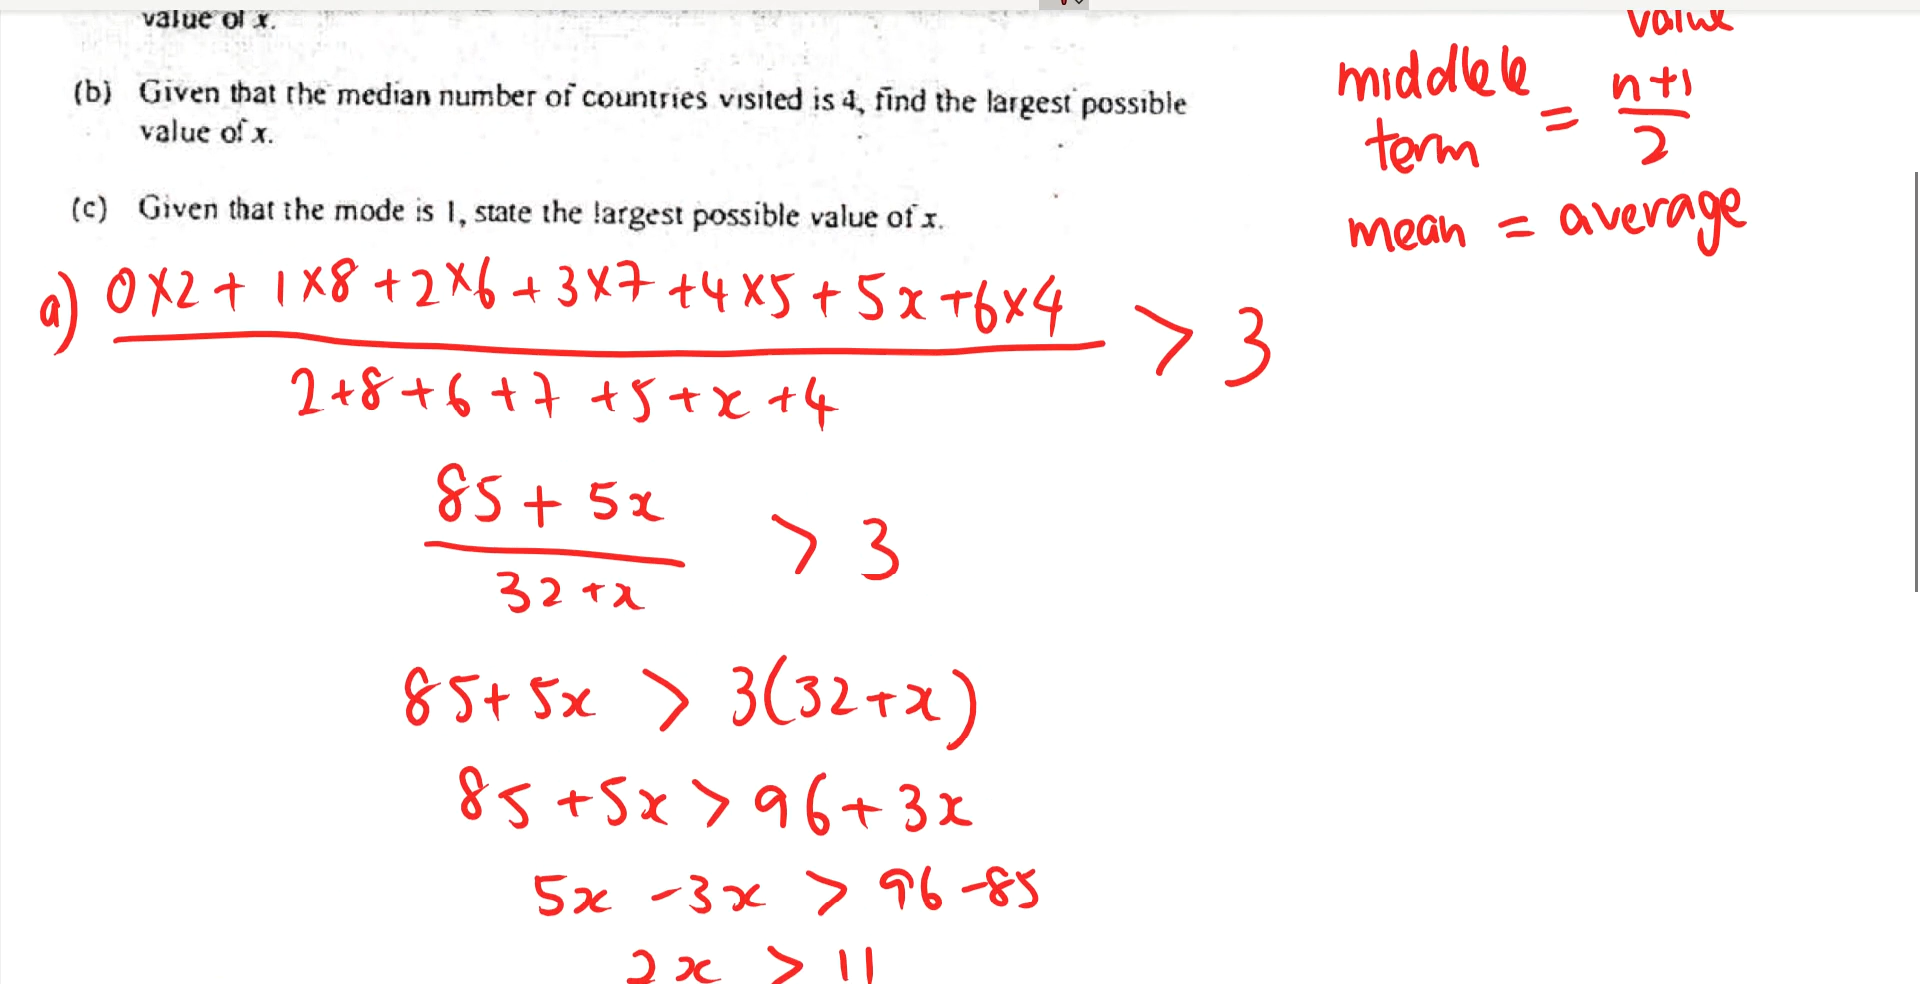 value of x.
(b) Given that the median number of countries visited is 4, find the largest possible
value of x.
(c) Given that the mode is 1, state the largest possible value of x.
value
middlele term = n+1/2
mean = average
a) 0×2 + 1×8 + 2×6 + 3×7 + 4×5 + 5x + 6×4 / 2+8+6+7+5+x+4 > 3
85 + 5x / 32+x > 3
85+5x > 3(32+x)
85+5x > 96+3x
5x - 3x > 96-85
2x > 11